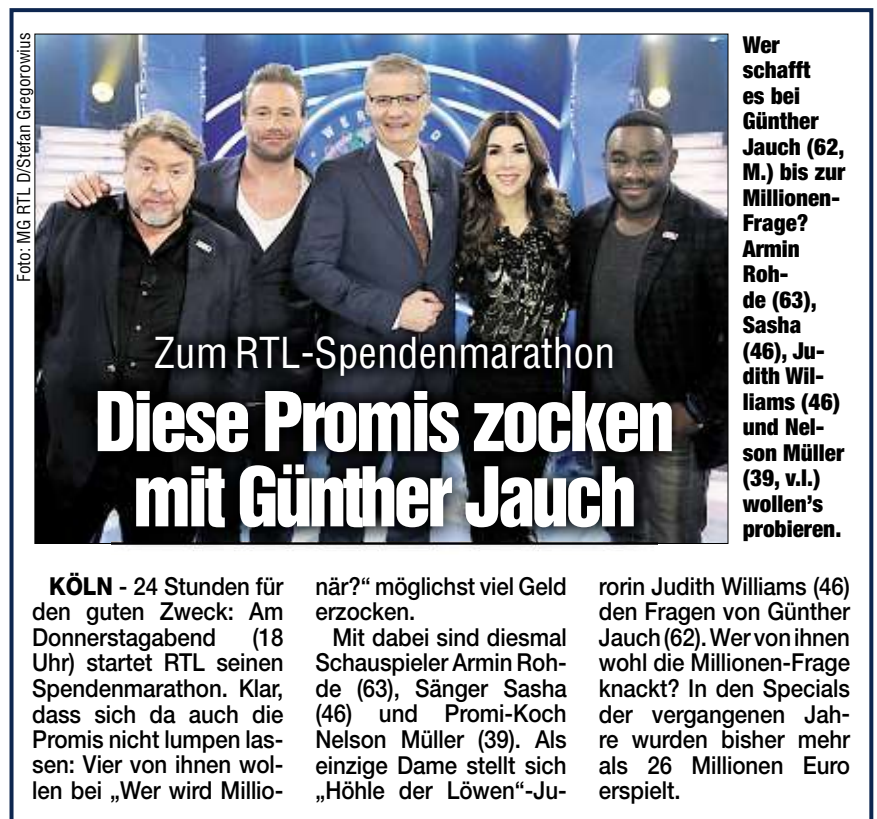 Foto: MG RTL D/Stefan Gregorowius
Zum RTL-Spendenmarathon
Diese Promis zocken
mit Günther Jauch
Wer
schafft
es bei
Günther
Jauch (62,
M.) bis zur
Millionen-
Frage?
Armin
Roh-
de (63),
Sasha
(46), Ju-
dith Wil-
liams (46)
und Nel-
son Müller
(39, v.l.)
wollen's
probieren.
KÖLN - 24 Stunden für
den guten Zweck: Am
Donnerstagabend (18
Uhr) startet RTL seinen
Spendenmarathon. Klar,
dass sich da auch die
Promis nicht lumpen las-
sen: Vier von ihnen wol-
len bei „Wer wird Millio-
när?“ möglichst viel Geld
erzocken.
Mit dabei sind diesmal
Schauspieler Armin Roh-
de (63), Sänger Sasha
(46) und Promi-Koch
Nelson Müller (39). Als
einzige Dame stellt sich
„Höhle der Löwen“-Ju-
rorin Judith Williams (46)
den Fragen von Günther
Jauch (62). Wer von ihnen
wohl die Millionen-Frage
knackt? In den Specials
der vergangenen Jah-
re wurden bisher mehr
als 26 Millionen Euro
erspielt.